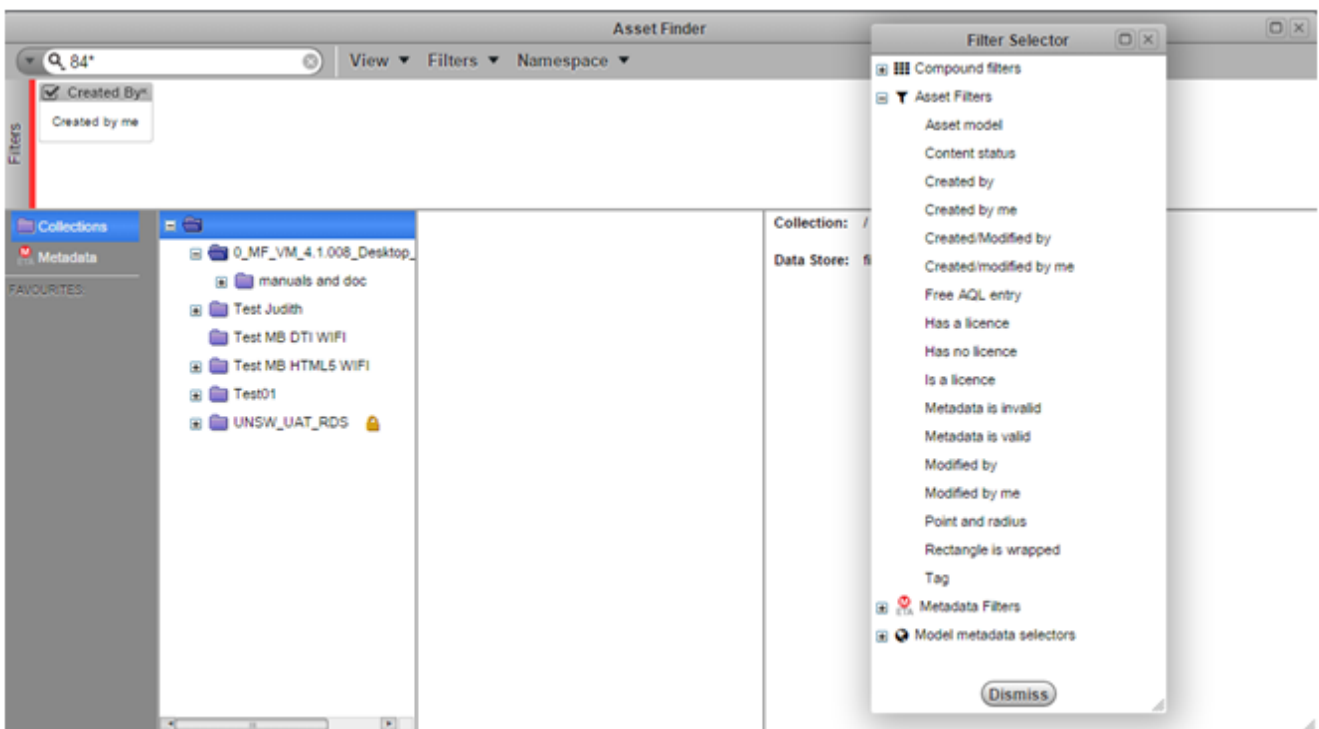 Asset Finder
84*
View
Filters
Namespace
Filters
Created By
Created by me
Collections
Metadata
FAVOURITES
0_MF_VM_4.1.008_Desktop_
manuals and doc
Test Judith
Test MB DTI WIFI
Test MB HTML5 WIFI
Test01
UNSW_UAT_RDS
Collection: /
Data Store: fi
Filter Selector
Compound filters
Asset Filters
Asset model
Content status
Created by
Created by me
Created/Modified by
Created/modified by me
Free AQL entry
Has a licence
Has no licence
Is a licence
Metadata is invalid
Metadata is valid
Modified by
Modified by me
Point and radius
Rectangle is wrapped
Tag
Metadata Filters
Model metadata selectors
Dismiss